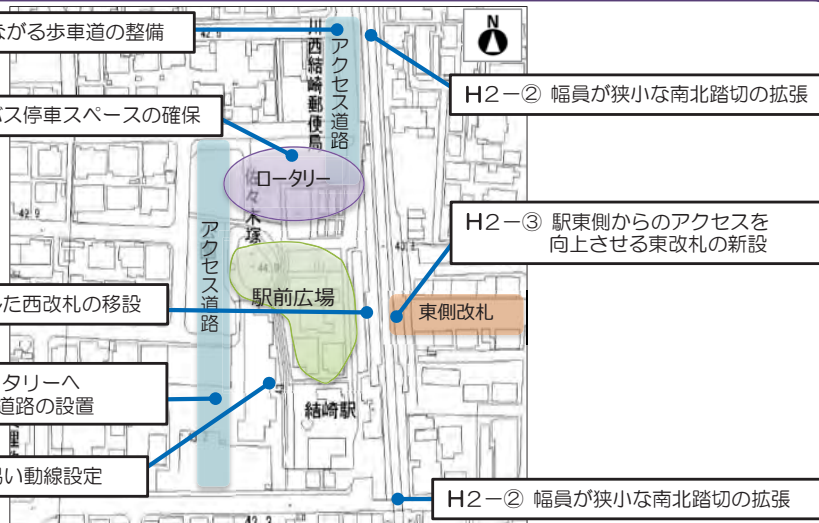 ながる歩車道の整備
バス停車スペースの確保
た西改札の移設
タリーへ
道路の設置
い動線設定
N
H2-② 幅員が狭小な南北踏切の拡張
H2-③ 駅東側からのアクセスを
向上させる東改札の新設
H2-② 幅員が狭小な南北踏切の拡張
川西結崎郵便局
アクセス道路
ロータリー
佐々木塚
アクセス道路
駅前広場
東側改札
結崎駅
42.9
44.9
42.3